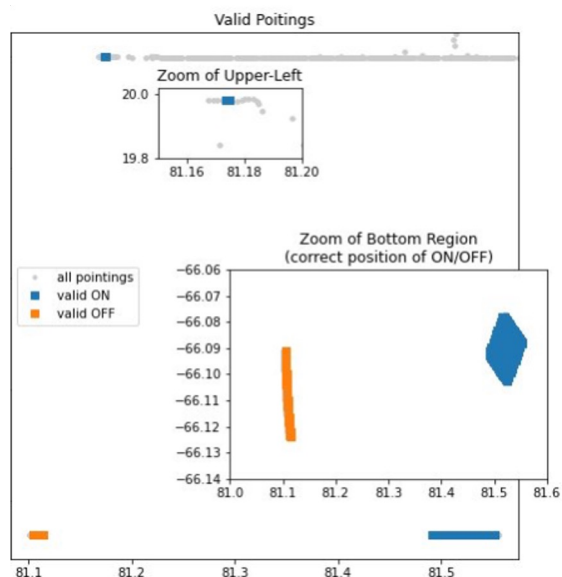 Valid Poitings
Zoom of Upper-Left
20.0
19.8
81.16 81.18 81.20
Zoom of Bottom Region
(correct position of ON/OFF)
all pointings
valid ON
valid OFF
−66.06
−66.07
−66.08
−66.09
−66.10
−66.11
−66.12
−66.13
−66.14
81.0 81.1 81.2 81.3 81.4 81.5 81.6
81.1 81.2 81.3 81.4 81.5